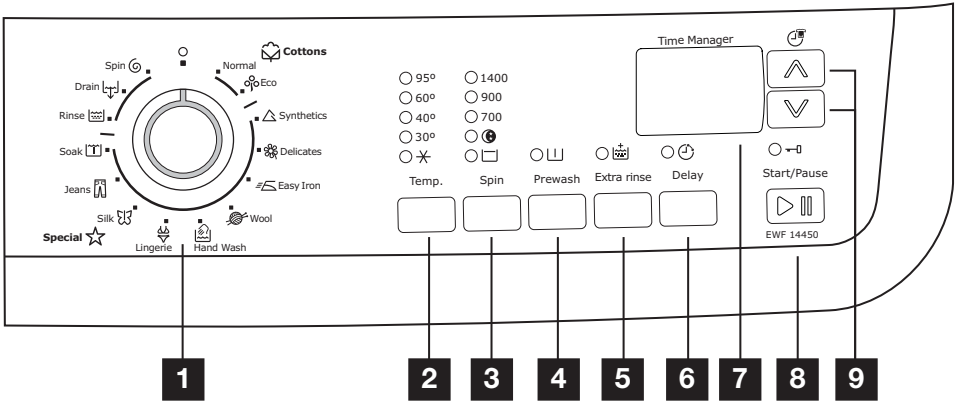 Cottons
Normal
Eco
Synthetics
Delicates
Easy Iron
Wool
Hand Wash
Lingerie
Special
Silk
Jeans
Soak
Rinse
Drain
Spin
95º
60º
40º
30º
Temp.
1400
900
700
Spin
Prewash
Extra rinse
Delay
Time Manager
Start/Pause
EWF 14450
1 2 3 4 5 6 7 8 9